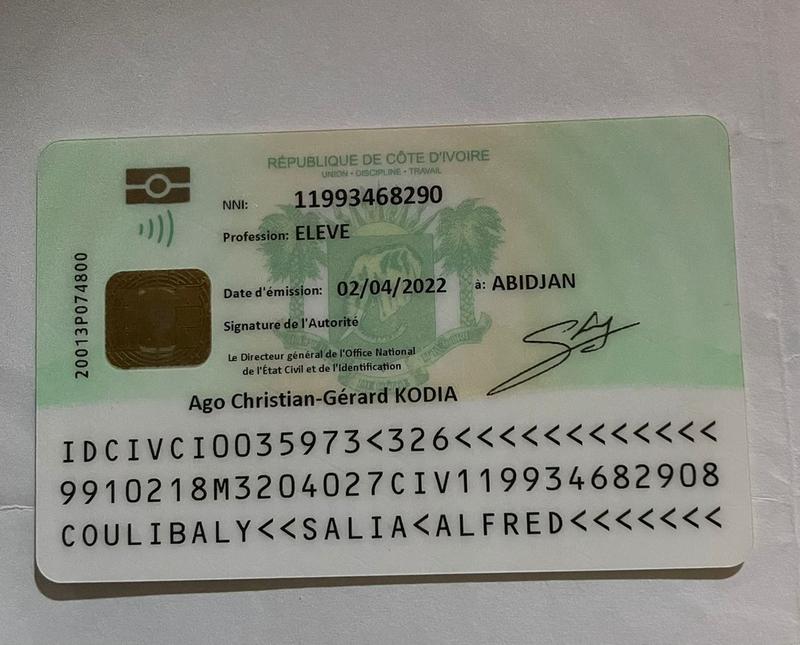 RÉPUBLIQUE DE CÔTE D'IVOIRE
UNION - DISCIPLINE - TRAVAIL
NNI: 11993468290
Profession: ELEVE
Date d'émission: 02/04/2022 à: ABIDJAN
Signature de l'Autorité
Le Directeur général de l'Office National
de l'État Civil et de l'Identification
Ago Christian-Gérard KODIA
20013P074800
IDCIVCI0035973<326<<<<<<<<<<<<
9910218M3204027CIV119934682908
COULIBALY<<SALIA<ALFRED<<<<<<<